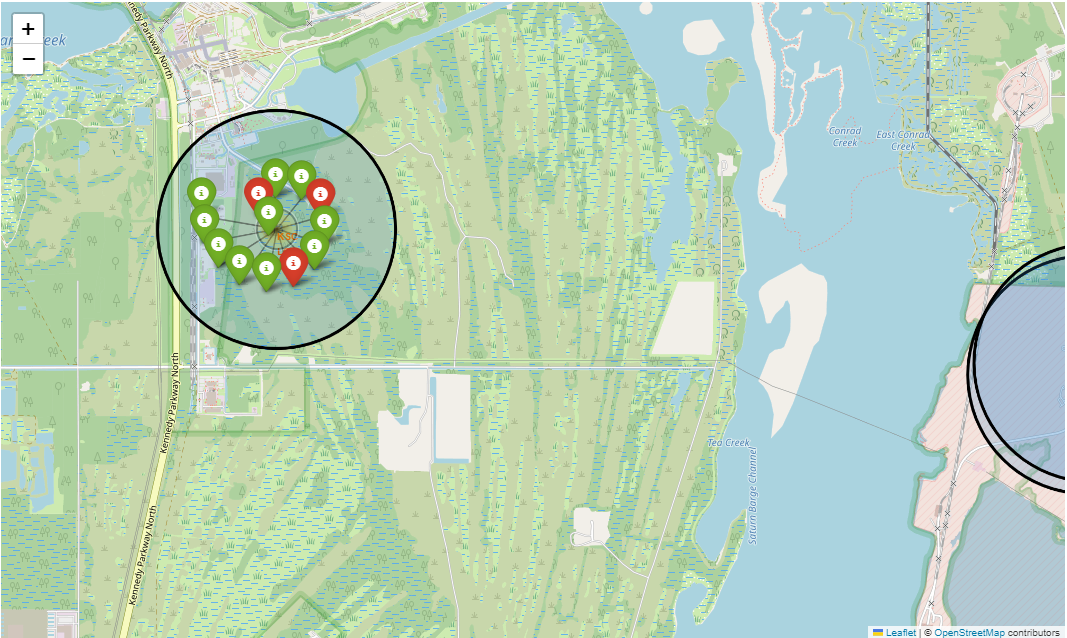 +
−
Kennedy Parkway North
Conrad
Creek
East Conrad
Creek
Kennedy Parkway North
Tea Creek
Saturn Barge Channel
Kennedy Parkway North
Leaflet | © OpenStreetMap contributors